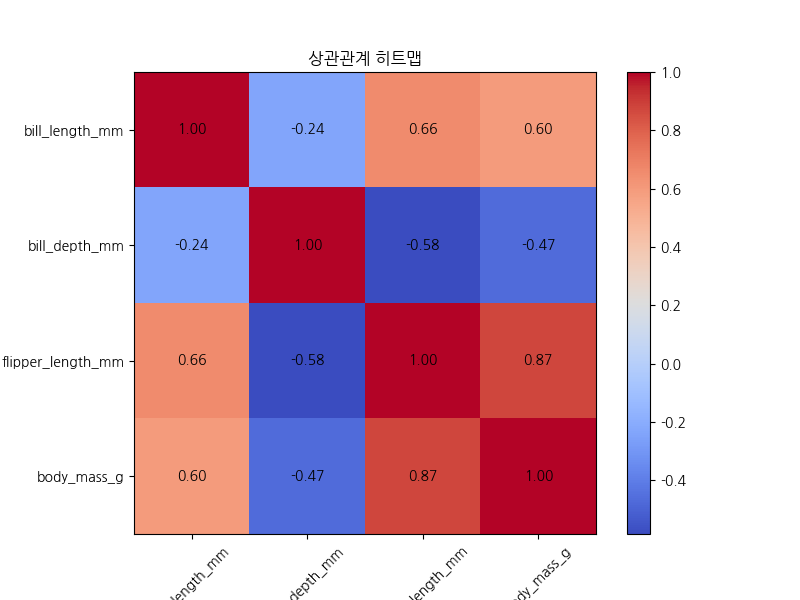 상관관계 히트맵
bill_length_mm 1.00 -0.24 0.66 0.60
bill_depth_mm -0.24 1.00 -0.58 -0.47
flipper_length_mm 0.66 -0.58 1.00 0.87
body_mass_g 0.60 -0.47 0.87 1.00
length_mm depth_mm length_mm dy_mass_g
1.0
0.8
0.6
0.4
0.2
0.0
-0.2
-0.4